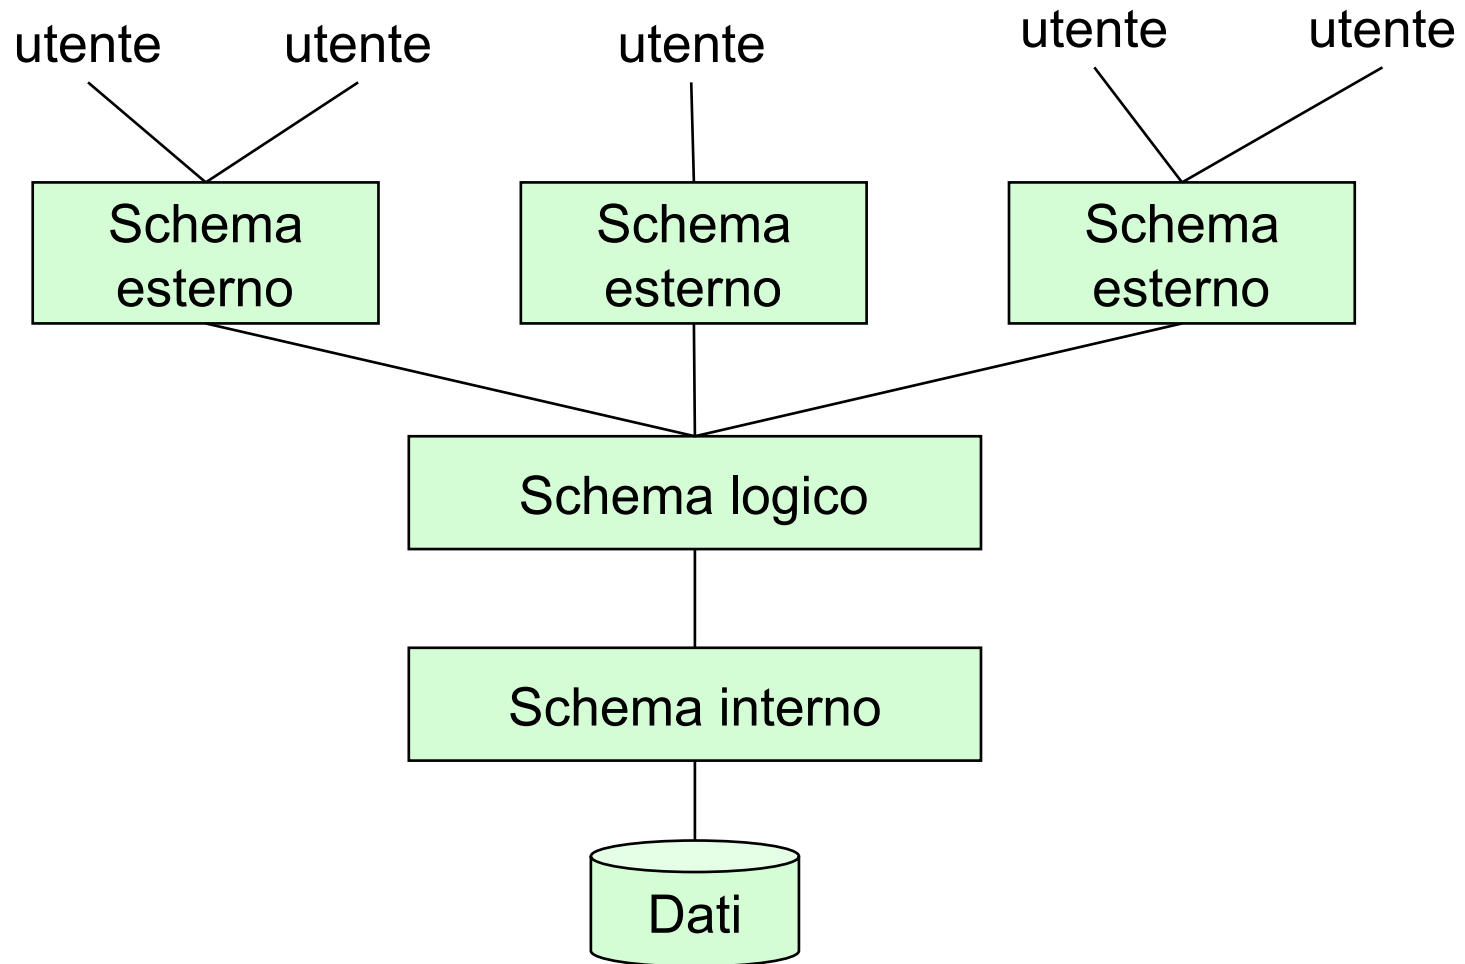 utente
utente
utente
utente
utente
Schema
esterno
Schema
esterno
Schema
esterno
Schema logico
Schema interno
Dati